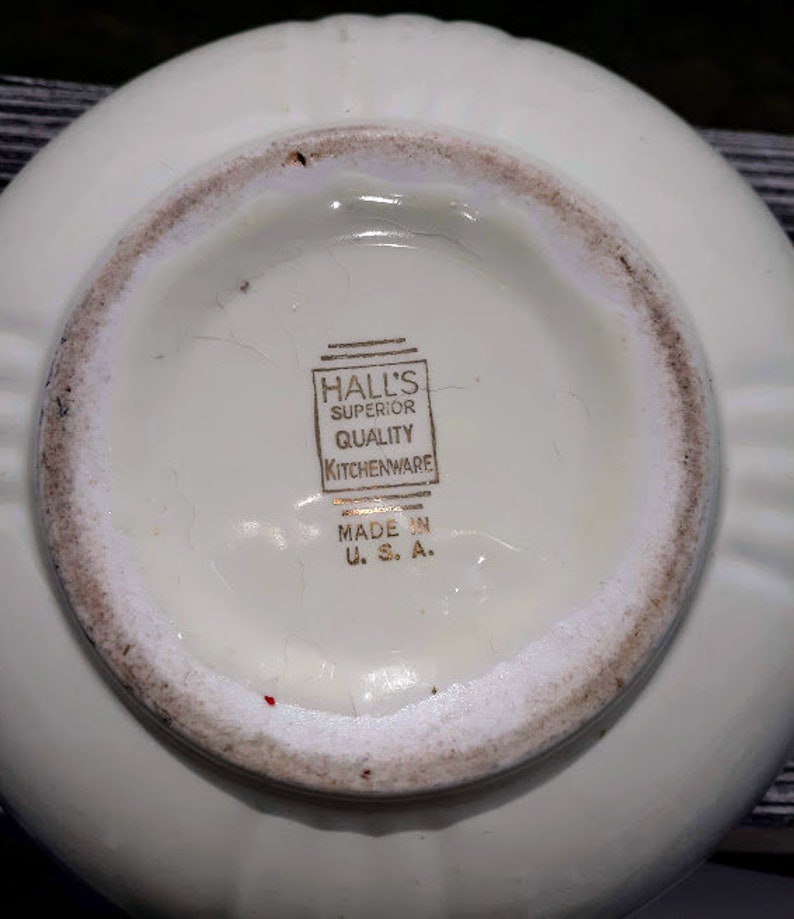 HALL'S
SUPERIOR
QUALITY
KITCHENWARE
MADE IN
U. S. A.